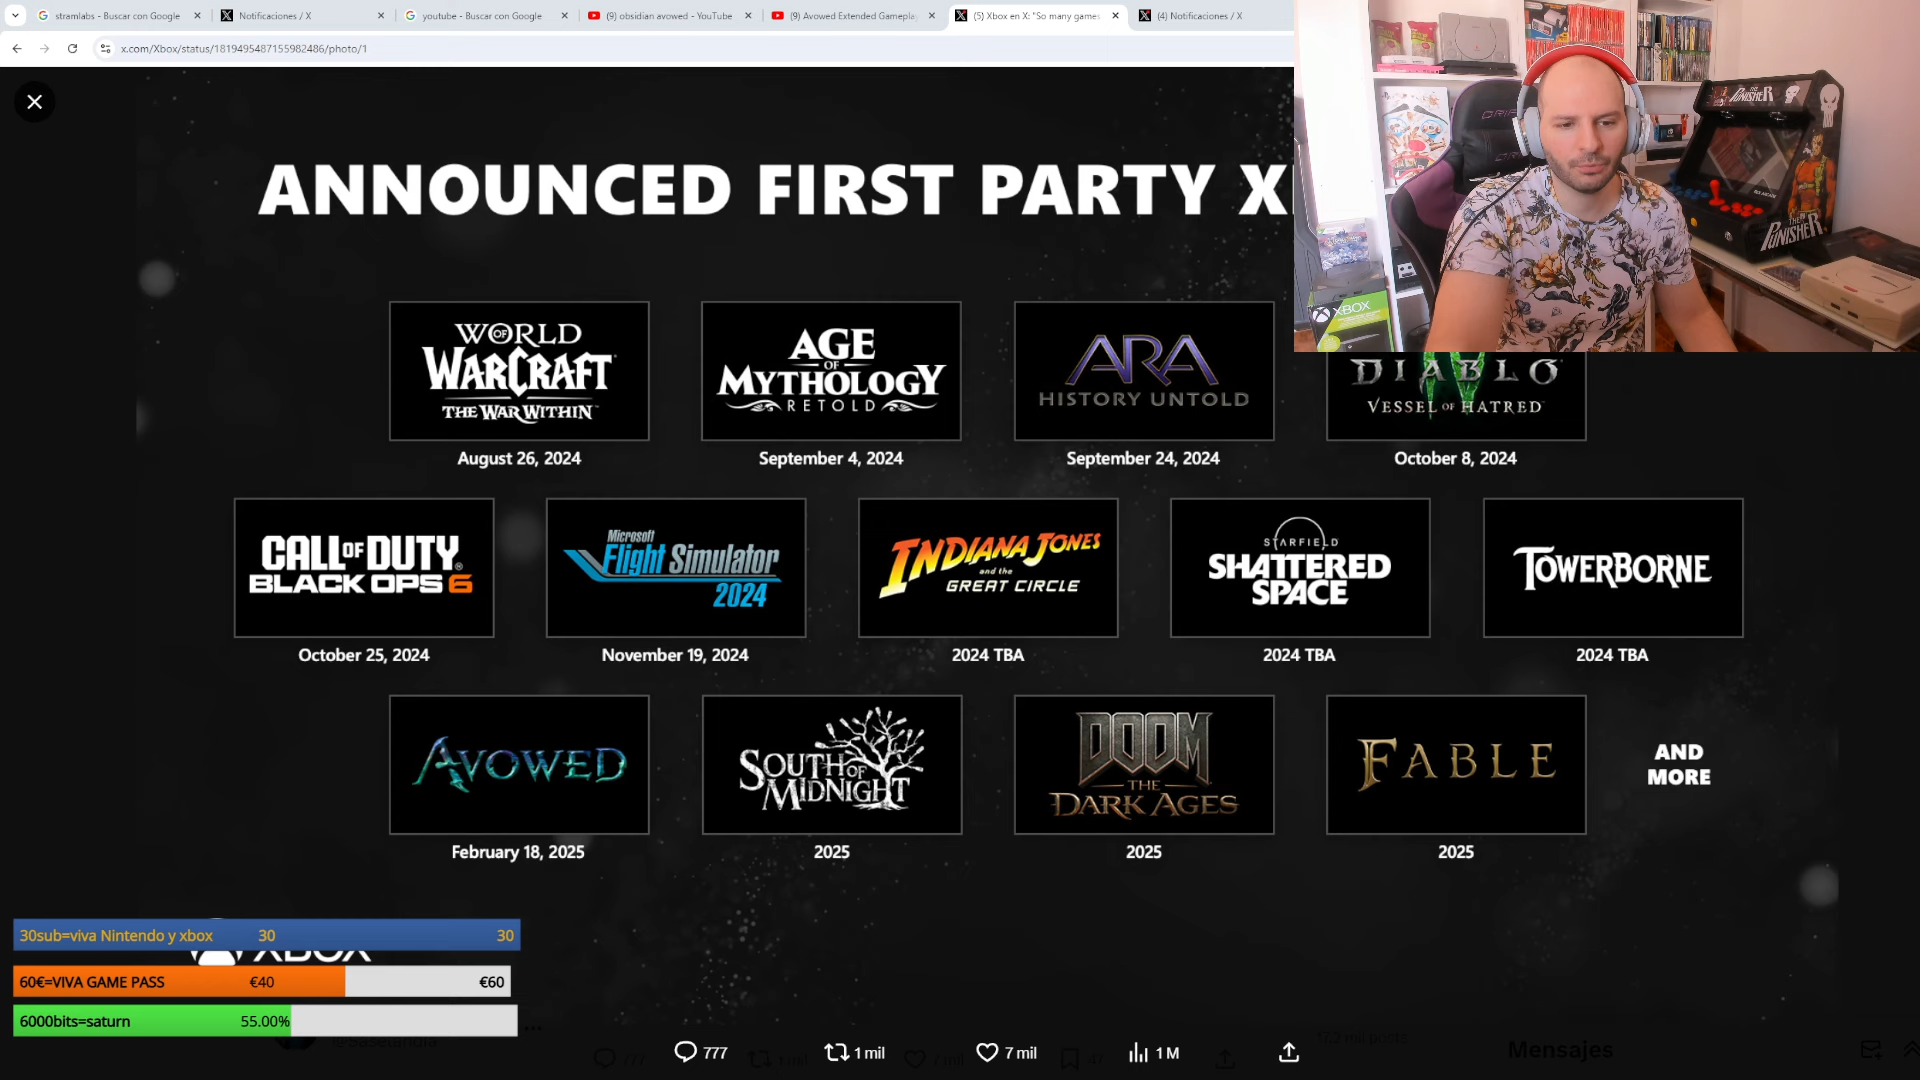 stramlabs - Buscar con Google
Notificaciones / X
youtube - Buscar con Google
(9) obsidian avowed - YouTube
(9) Avowed Extended Gamepla
(5) Xbox en X: "So many games
(4) Notificaciones / X
x.com/Xbox/status/1819495487155982486/photo/1
ANNOUNCED FIRST PARTY X
WORLD OF WARCRAFT
THE WAR WITHIN
August 26, 2024
AGE OF MYTHOLOGY
RETOLD
September 4, 2024
ARA
HISTORY UNTOLD
September 24, 2024
DIABLO IV
VESSEL OF HATRED
October 8, 2024
CALL OF DUTY
BLACK OPS 6
October 25, 2024
Microsoft
Flight Simulator
2024
November 19, 2024
INDIANA JONES
and the
GREAT CIRCLE
2024 TBA
STARFIELD
SHATTERED
SPACE
2024 TBA
TOWERBORNE
2024 TBA
AVOWED
February 18, 2025
SOUTH OF
MIDNIGHT
2025
DOOM
THE
DARK AGES
2025
FABLE
2025
AND
MORE
30sub=viva Nintendo y xbox 30 30
XBOX
60€=VIVA GAME PASS €40 €60
6000bits=saturn 55.00%
777
1 mil
7 mil
1 M
Mensajes
THE PUNISHER
THE PUNISHER
XBOX